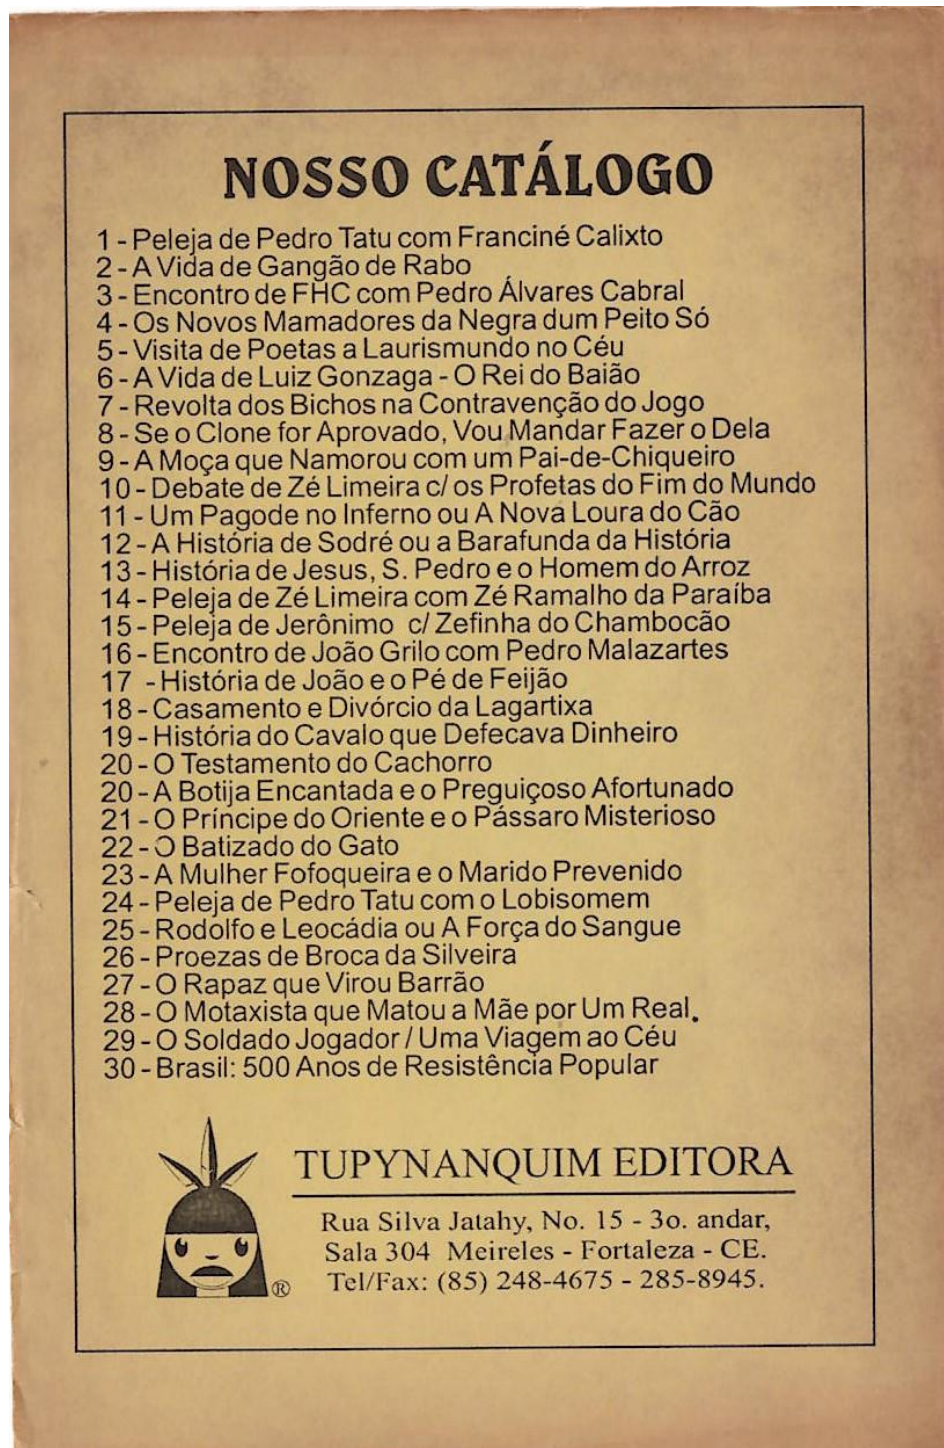 NOSSO CATÁLOGO
1 - Peleja de Pedro Tatu com Franciné Calixto
2 - A Vida de Gangão de Rabo
3 - Encontro de FHC com Pedro Álvares Cabral
4 - Os Novos Mamadores da Negra dum Peito Só
5 - Visita de Poetas a Laurismundo no Céu
6 - A Vida de Luiz Gonzaga - O Rei do Baião
7 - Revolta dos Bichos na Contravenção do Jogo
8 - Se o Clone for Aprovado, Vou Mandar Fazer o Dela
9 - A Moça que Namorou com um Pai-de-Chiqueiro
10 - Debate de Zé Limeira c/ os Profetas do Fim do Mundo
11 - Um Pagode no Inferno ou A Nova Loura do Cão
12 - A História de Sodré ou a Barafunda da História
13 - História de Jesus, S. Pedro e o Homem do Arroz
14 - Peleja de Zé Limeira com Zé Ramalho da Paraíba
15 - Peleja de Jerônimo c/ Zefinha do Chambocão
16 - Encontro de João Grilo com Pedro Malazartes
17 - História de João e o Pé de Feijão
18 - Casamento e Divórcio da Lagartixa
19 - História do Cavalo que Defecava Dinheiro
20 - O Testamento do Cachorro
20 - A Botija Encantada e o Preguiçoso Afortunado
21 - O Príncipe do Oriente e o Pássaro Misterioso
22 - O Batizado do Gato
23 - A Mulher Fofoqueira e o Marido Prevenido
24 - Peleja de Pedro Tatu com o Lobisomem
25 - Rodolfo e Leocádia ou A Força do Sangue
26 - Proezas de Broca da Silveira
27 - O Rapaz que Virou Barrão
28 - O Motaxista que Matou a Mãe por Um Real.
29 - O Soldado Jogador / Uma Viagem ao Céu
30 - Brasil: 500 Anos de Resistência Popular
TUPYNANQUIM EDITORA
Rua Silva Jatahy, No. 15 - 3o. andar,
Sala 304 Meireles - Fortaleza - CE.
Tel/Fax: (85) 248-4675 - 285-8945.
®